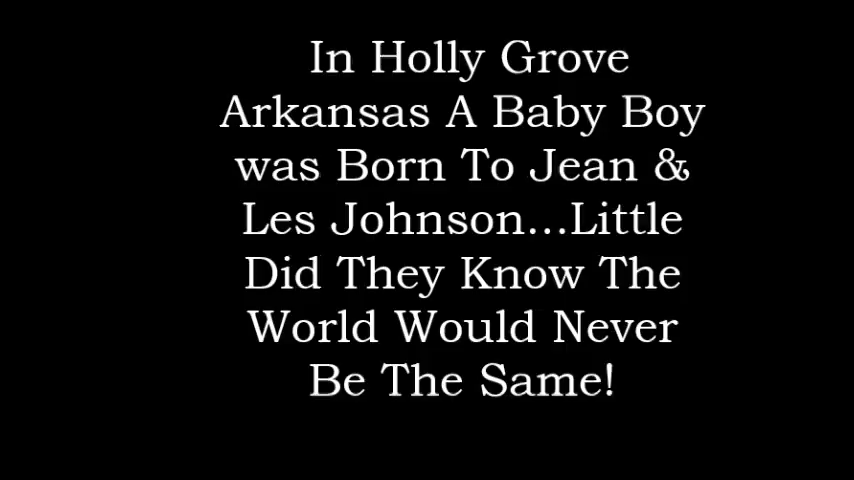 In Holly Grove
Arkansas A Baby Boy
was Born To Jean &
Les Johnson...Little
Did They Know The
World Would Never
Be The Same!